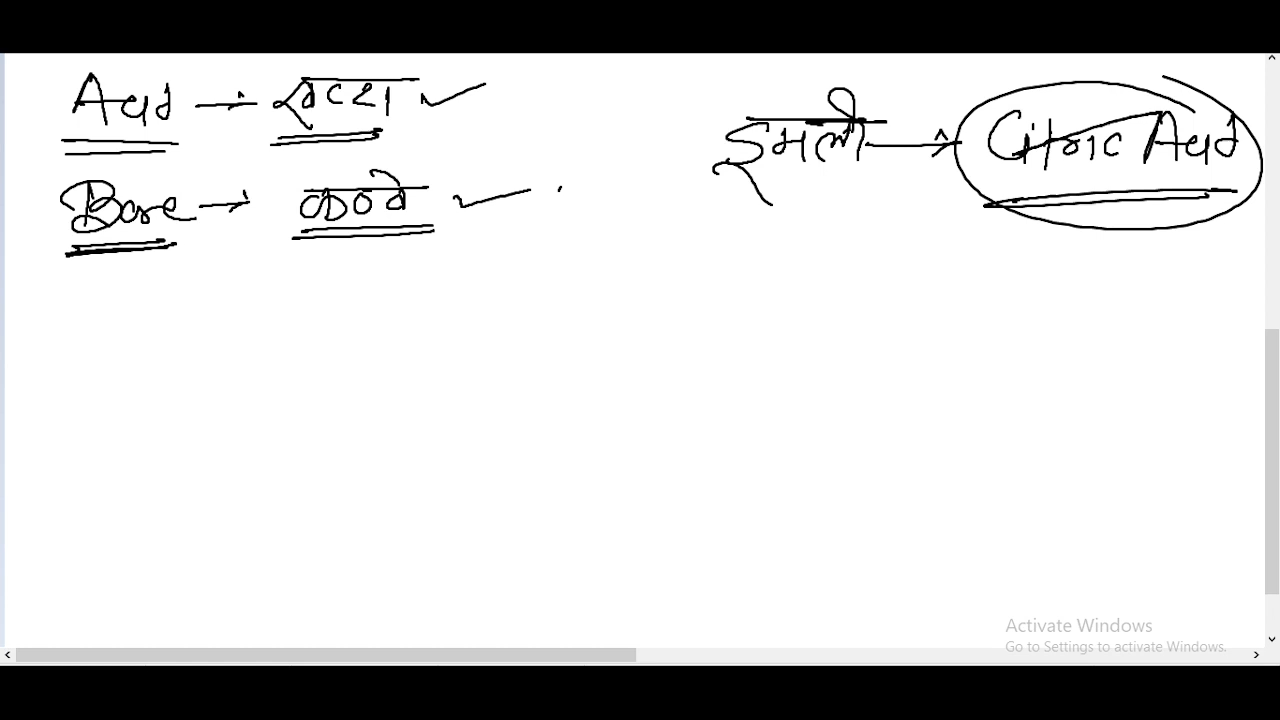 Acid → खट्टा
Base → कड़वे
इमली → Citric Acid
Activate Windows
Go to Settings to activate Windows.